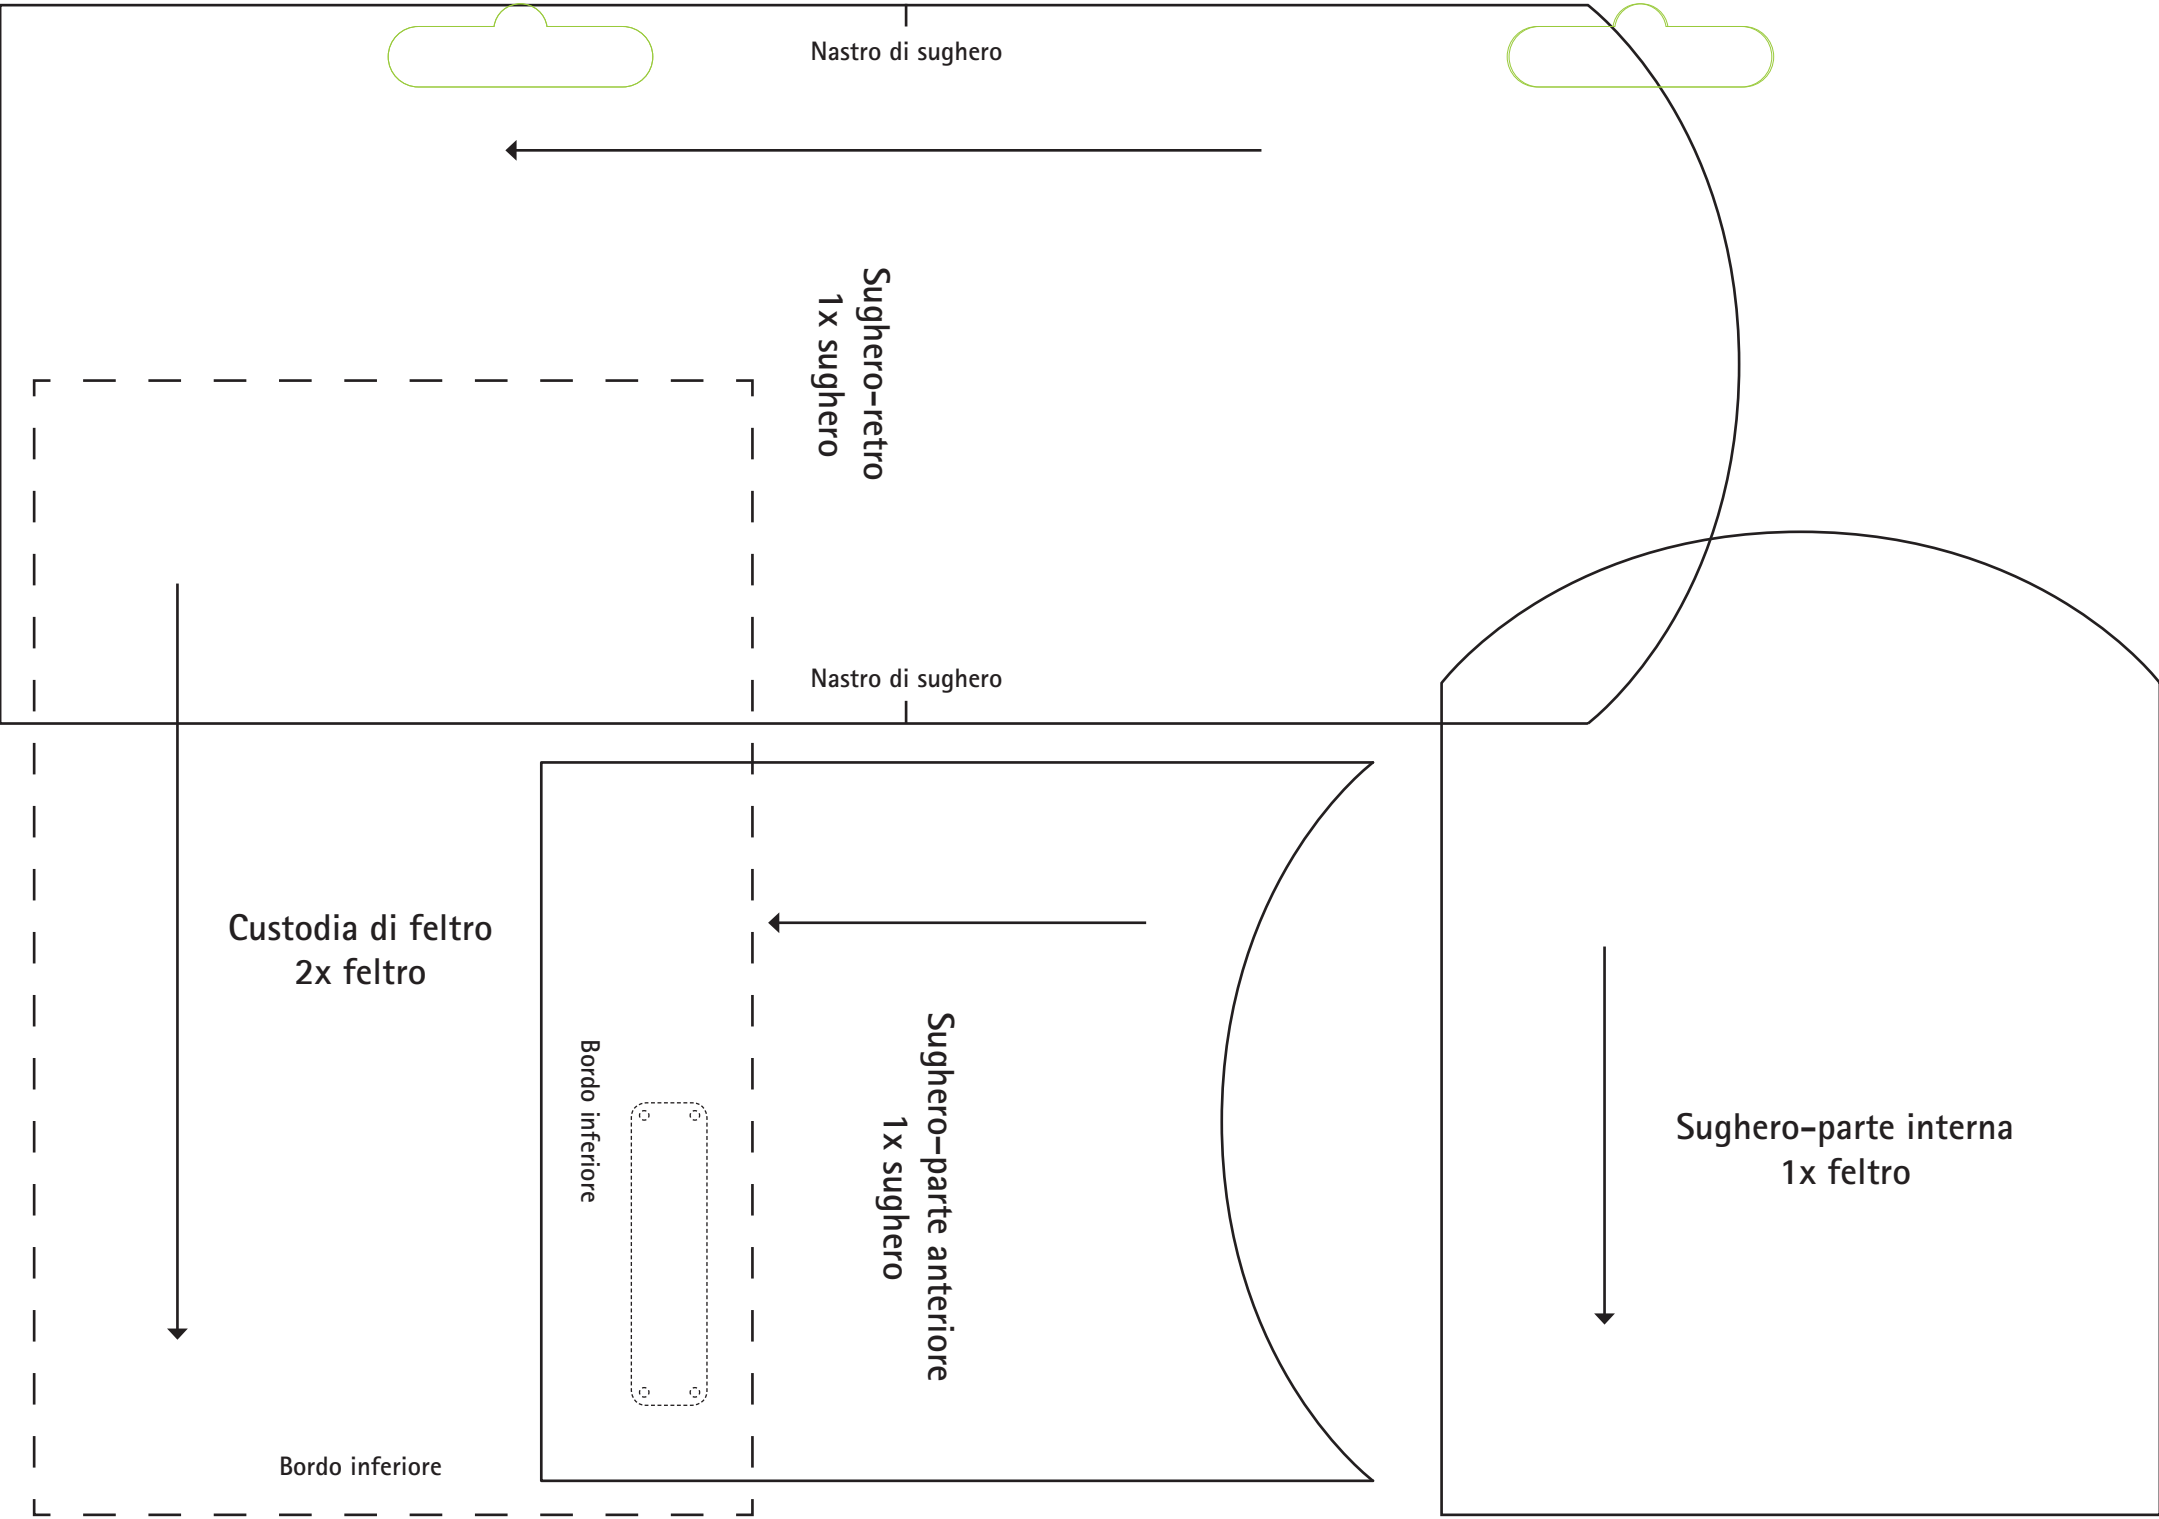 Nastro di sughero
Sughero-retro
1x sughero
Nastro di sughero
Custodia di feltro
2x feltro
Bordo inferiore
Bordo inferiore
Sughero-parte anteriore
1x sughero
Sughero-parte interna
1x feltro